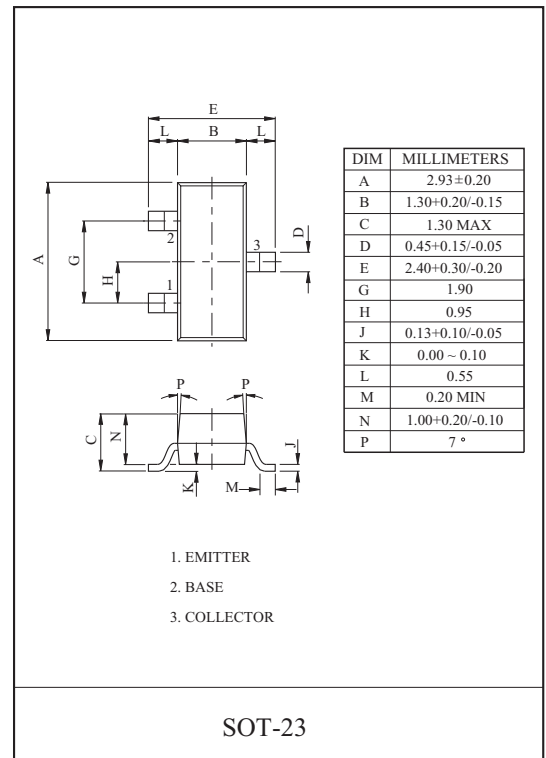 E
L B L
A
G
H
D
2
3
1
DIM MILLIMETERS
A 2.93±0.20
B 1.30+0.20/-0.15
C 1.30 MAX
D 0.45+0.15/-0.05
E 2.40+0.30/-0.20
G 1.90
H 0.95
J 0.13+0.10/-0.05
K 0.00 ~ 0.10
L 0.55
M 0.20 MIN
N 1.00+0.20/-0.10
P 7 °
P P
C
N
K
M
J
1. EMITTER
2. BASE
3. COLLECTOR
SOT-23